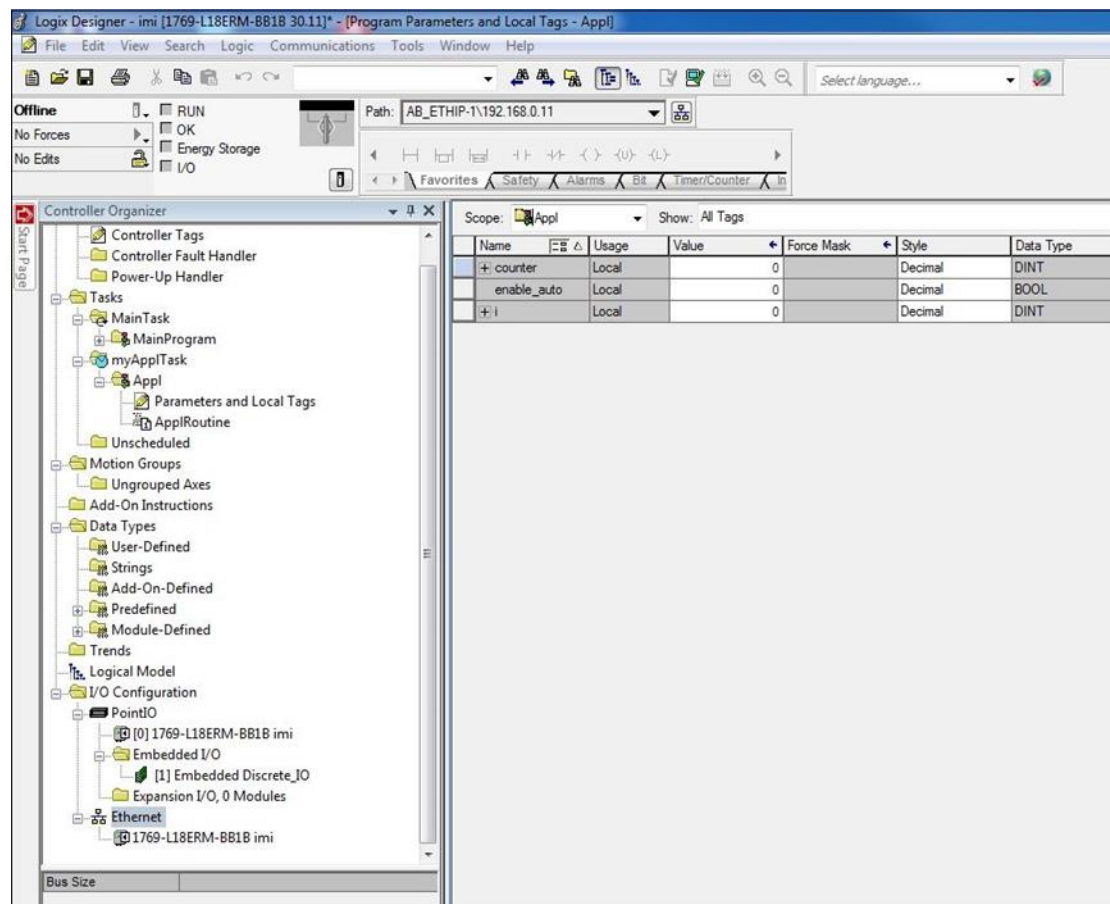 Logix Designer - imi [1769-L18ERM-BB1B 30.11]* - [Program Parameters and Local Tags - Appl]
File Edit View Search Logic Communications Tools Window Help
Select language...
Offline
RUN
No Forces
OK
No Edits
Energy Storage
I/O
Path: AB_ETHIP-1\192.168.0.11
Favorites Safety Alarms Bit Timer/Counter In
Start Page
Controller Organizer
Controller Tags
Controller Fault Handler
Power-Up Handler
Tasks
MainTask
MainProgram
myApplTask
Appl
Parameters and Local Tags
ApplRoutine
Unscheduled
Motion Groups
Ungrouped Axes
Add-On Instructions
Data Types
User-Defined
Strings
Add-On-Defined
Predefined
Module-Defined
Trends
Logical Model
I/O Configuration
PointIO
[0] 1769-L18ERM-BB1B imi
Embedded I/O
[1] Embedded Discrete_IO
Expansion I/O, 0 Modules
Ethernet
1769-L18ERM-BB1B imi
Bus Size
Scope: Appl Show: All Tags
Name Usage Value Force Mask Style Data Type
counter Local 0 Decimal DINT
enable_auto Local 0 Decimal BOOL
i Local 0 Decimal DINT